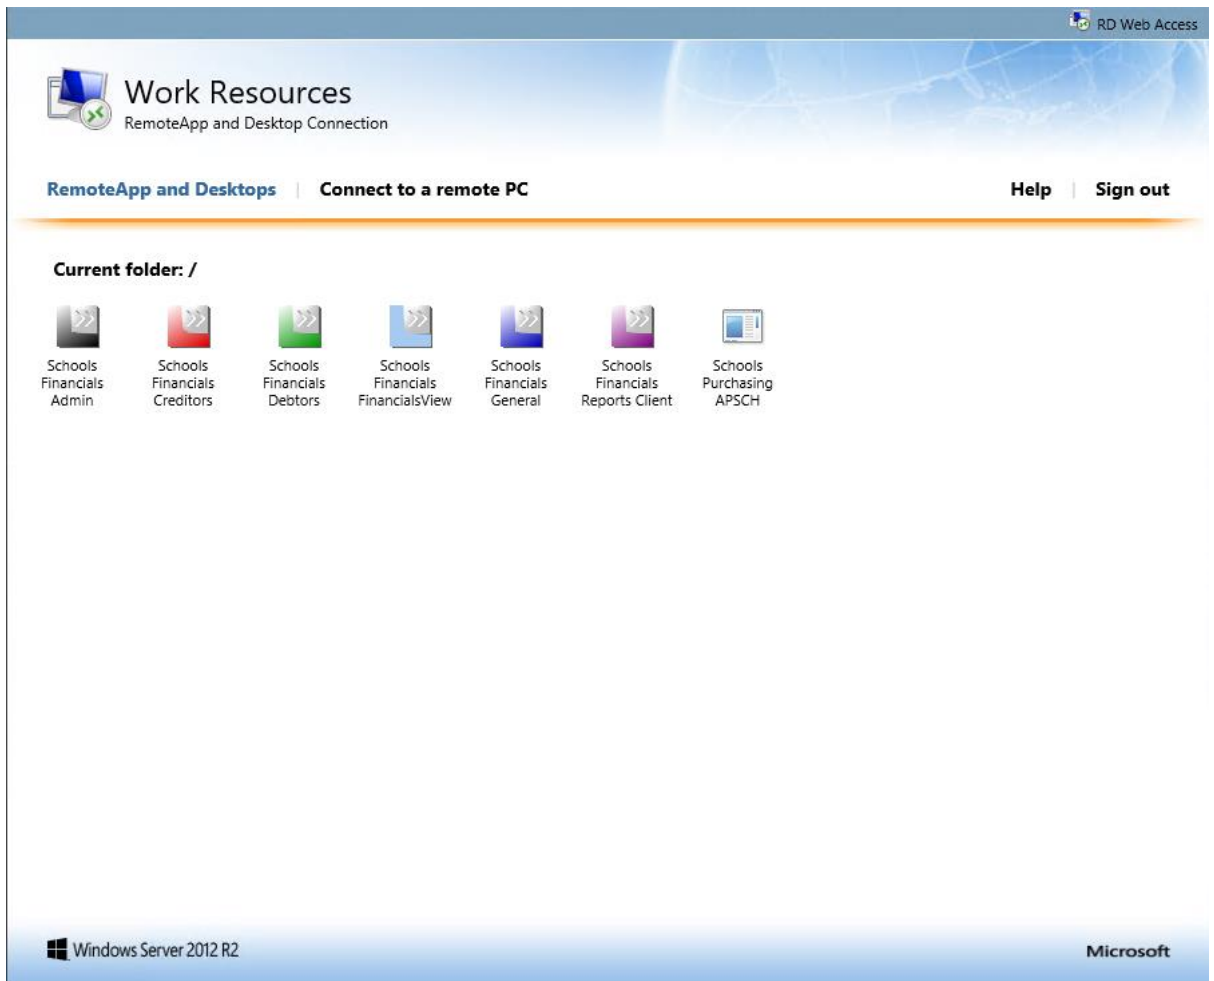 RD Web Access
Work Resources
RemoteApp and Desktop Connection
RemoteApp and Desktops
Connect to a remote PC
Help
Sign out
Current folder: /
Schools
Financials
Admin
Schools
Financials
Creditors
Schools
Financials
Debtors
Schools
Financials
FinancialsView
Schools
Financials
General
Schools
Financials
Reports Client
Schools
Purchasing
APSCH
Windows Server 2012 R2
Microsoft